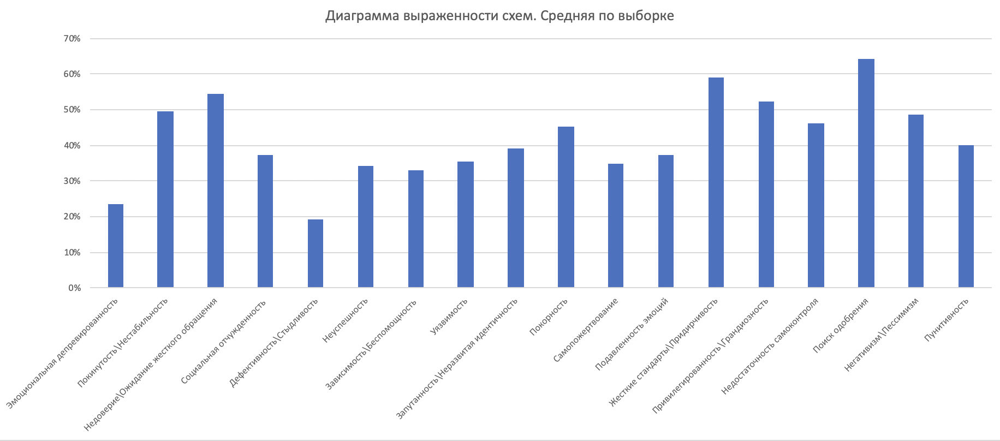 Диаграмма выраженности схем. Средняя по выборке
70%
60%
50%
40%
30%
20%
10%
0%
Эмоциональная депревированность
Покинутость\Нестабильность
Недоверие\Ожидание жесткого обращения
Социальная отчужденность
Дефективность\Стыдливость
Неуспешность
Зависимость\Беспомощность
Уязвимость
Запутанность\Неразвитая идентичность
Покорность
Самопожертвование
Подавленность эмоций
Жесткие стандарты\Придирчивость
Привилегированность\Грандиозность
Недостаточность самоконтроля
Поиск одобрения
Негативизм\Пессимизм
Пунитивность